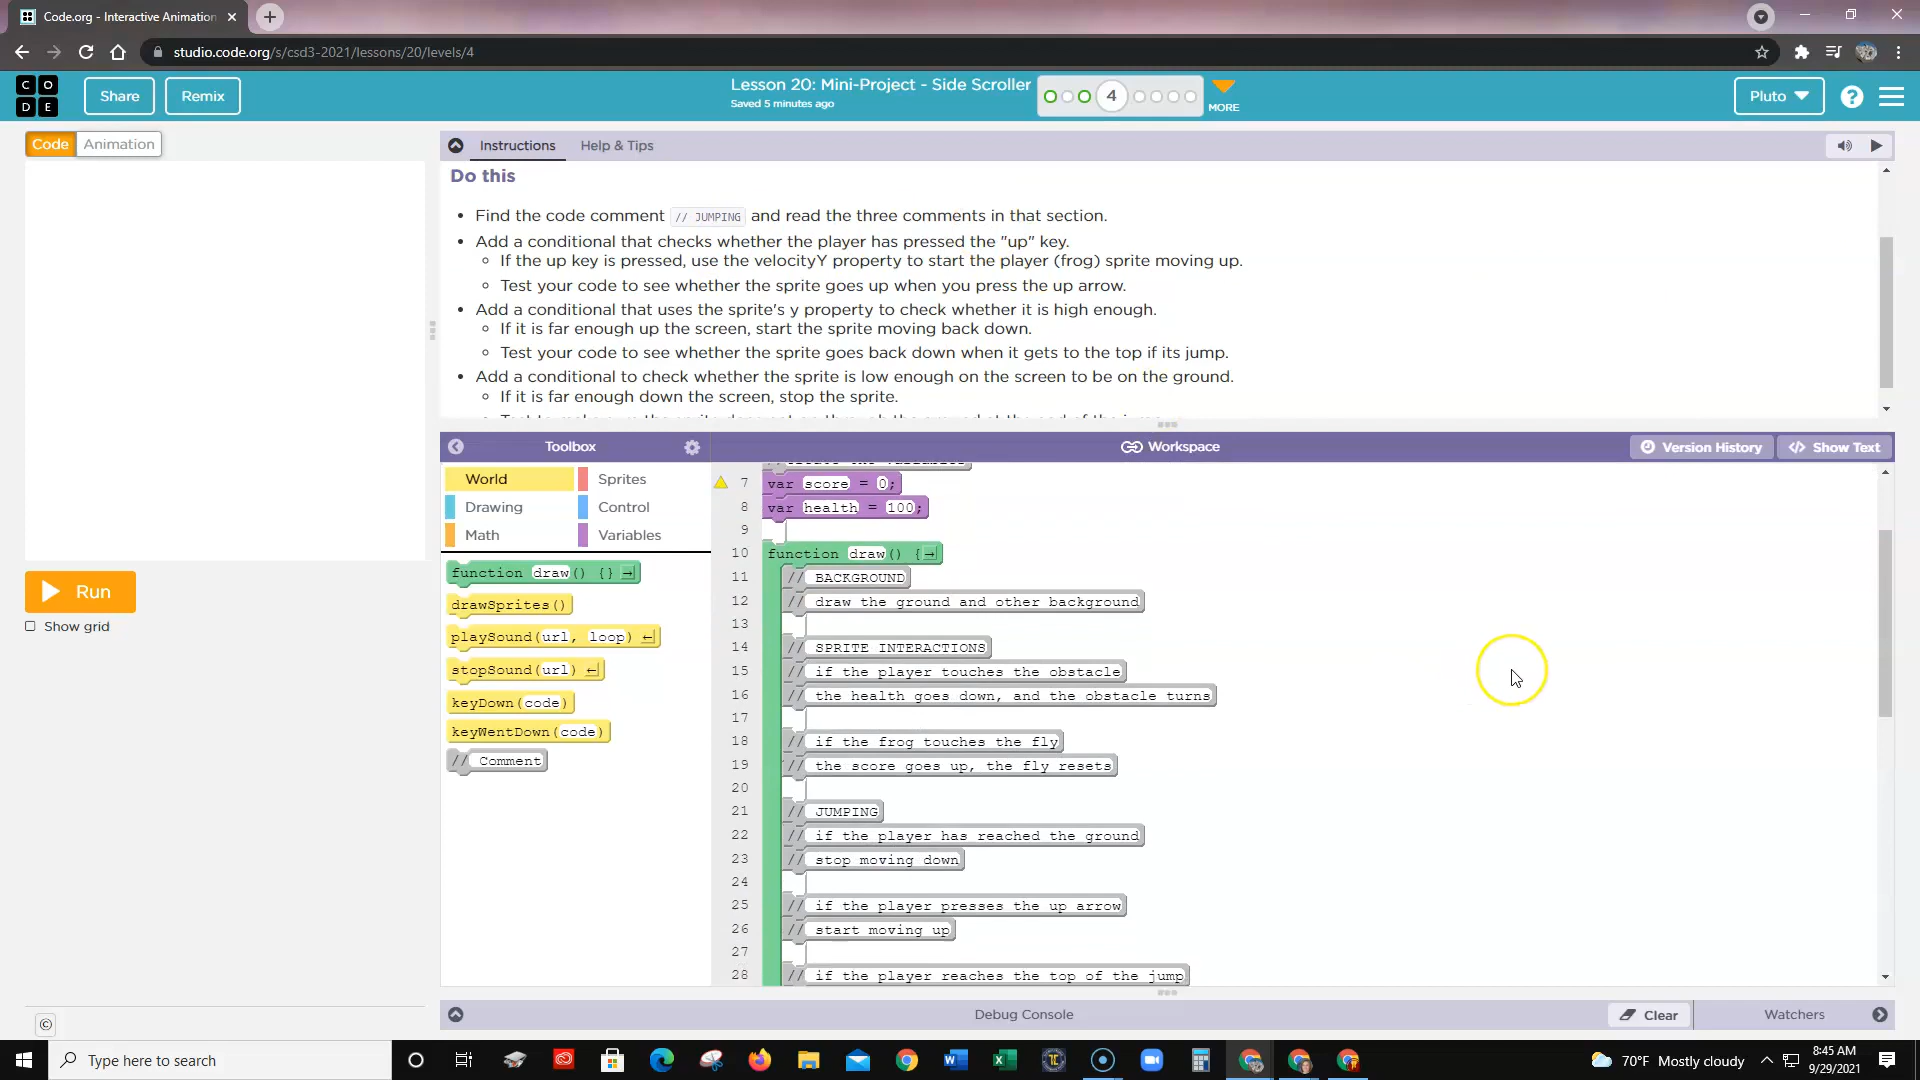 Code.org - Interactive Animation
studio.code.org/s/csd3-2021/lessons/20/levels/4
C O
D E
Share
Remix
Lesson 20: Mini-Project - Side Scroller
Saved 5 minutes ago
4
MORE
Pluto
?
Code
Animation
Instructions
Help & Tips
Do this
• Find the code comment // JUMPING and read the three comments in that section.
• Add a conditional that checks whether the player has pressed the "up" key.
◦ If the up key is pressed, use the velocityY property to start the player (frog) sprite moving up.
◦ Test your code to see whether the sprite goes up when you press the up arrow.
• Add a conditional that uses the sprite's y property to check whether it is high enough.
◦ If it is far enough up the screen, start the sprite moving back down.
◦ Test your code to see whether the sprite goes back down when it gets to the top if its jump.
• Add a conditional to check whether the sprite is low enough on the screen to be on the ground.
◦ If it is far enough down the screen, stop the sprite.
Toolbox
Workspace
Version History
Show Text
World
Sprites
Drawing
Control
Math
Variables
function draw() {}
drawSprites()
playSound(url, loop)
stopSound(url)
keyDown(code)
keyWentDown(code)
// Comment
7 var score = 0;
8 var health = 100;
9
10 function draw() {
11 // BACKGROUND
12 // draw the ground and other background
13
14 // SPRITE INTERACTIONS
15 // if the player touches the obstacle
16 // the health goes down, and the obstacle turns
17
18 // if the frog touches the fly
19 // the score goes up, the fly resets
20
21 // JUMPING
22 // if the player has reached the ground
23 // stop moving down
24
25 // if the player presses the up arrow
26 // start moving up
27
28 // if the player reaches the top of the jump
Run
Show grid
©
Debug Console
Clear
Watchers
Type here to search
70°F Mostly cloudy
8:45 AM
9/29/2021